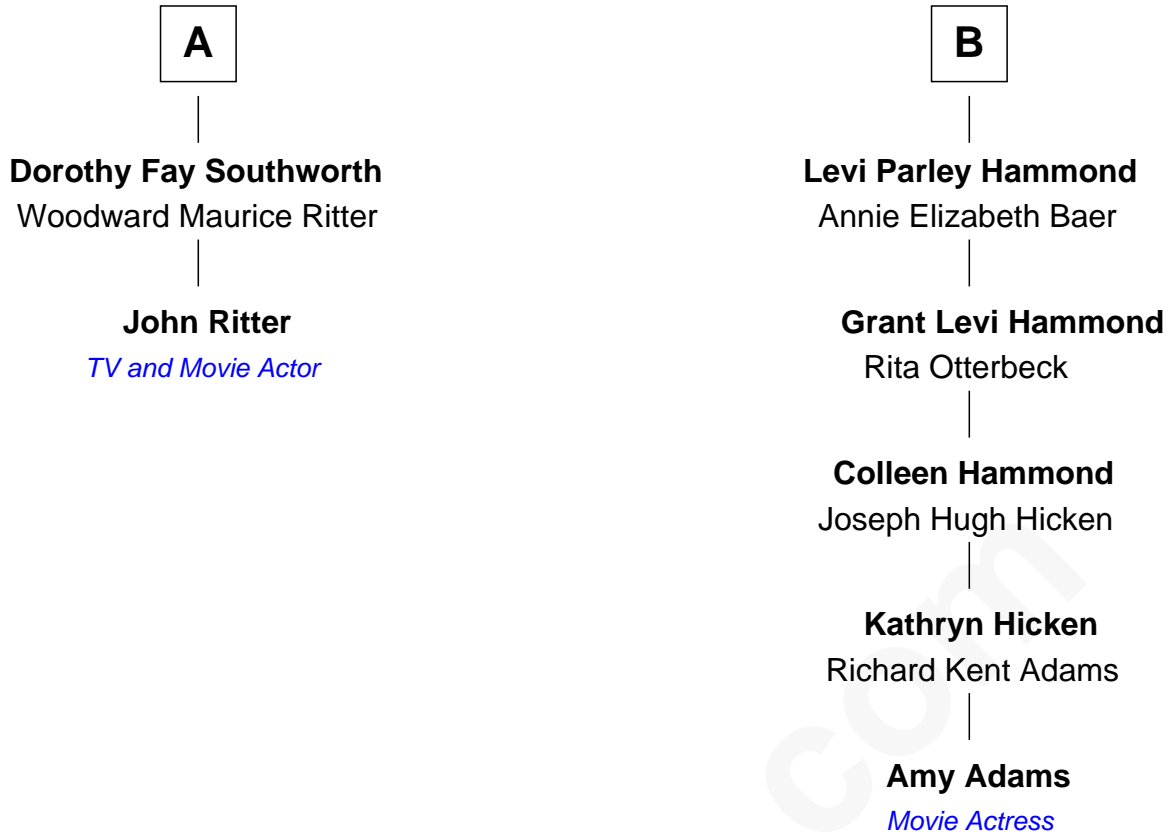 A
Dorothy Fay Southworth
Woodward Maurice Ritter
John Ritter
TV and Movie Actor
B
Levi Parley Hammond
Annie Elizabeth Baer
Grant Levi Hammond
Rita Otterbeck
Colleen Hammond
Joseph Hugh Hicken
Kathryn Hicken
Richard Kent Adams
Amy Adams
Movie Actress
com